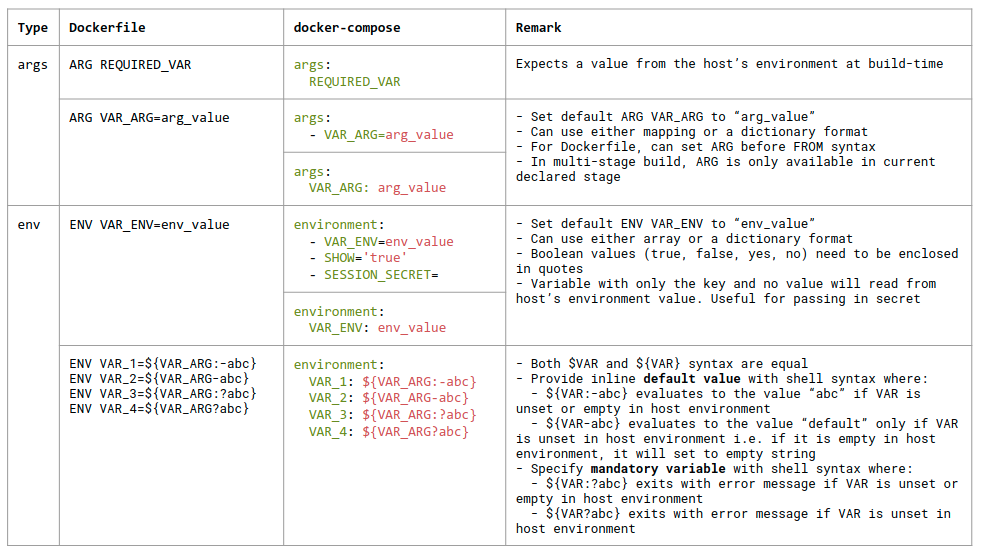 Type Dockerfile docker-compose Remark
args ARG REQUIRED_VAR
args:
REQUIRED_VAR
Expects a value from the host’s environment at build-time
ARG VAR_ARG=arg_value
args:
- VAR_ARG=arg_value
args:
VAR_ARG: arg_value
- Set default ARG VAR_ARG to “arg_value”
- Can use either mapping or a dictionary format
- For Dockerfile, can set ARG before FROM syntax
- In multi-stage build, ARG is only available in current
declared stage
env ENV VAR_ENV=env_value
environment:
- VAR_ENV=env_value
- SHOW='true'
- SESSION_SECRET=
environment:
VAR_ENV: env_value
- Set default ENV VAR_ENV to “env_value”
- Can use either array or a dictionary format
- Boolean values (true, false, yes, no) need to be enclosed
in quotes
- Variable with only the key and no value will read from
host’s environment value. Useful for passing in secret
ENV VAR_1=${VAR_ARG:-abc}
ENV VAR_2=${VAR_ARG-abc}
ENV VAR_3=${VAR_ARG:?abc}
ENV VAR_4=${VAR_ARG?abc}
environment:
VAR_1: ${VAR_ARG:-abc}
VAR_2: ${VAR_ARG-abc}
VAR_3: ${VAR_ARG:?abc}
VAR_4: ${VAR_ARG?abc}
- Both $VAR and ${VAR} syntax are equal
- Provide inline default value with shell syntax where:
- ${VAR:-abc} evaluates to the value “abc” if VAR is
unset or empty in host environment
- ${VAR-abc} evaluates to the value “default” only if VAR
is unset in host environment i.e. if it is empty in host
environment, it will set to empty string
- Specify mandatory variable with shell syntax where:
- ${VAR:?abc} exits with error message if VAR is unset or
empty in host environment
- ${VAR?abc} exits with error message if VAR is unset in
host environment